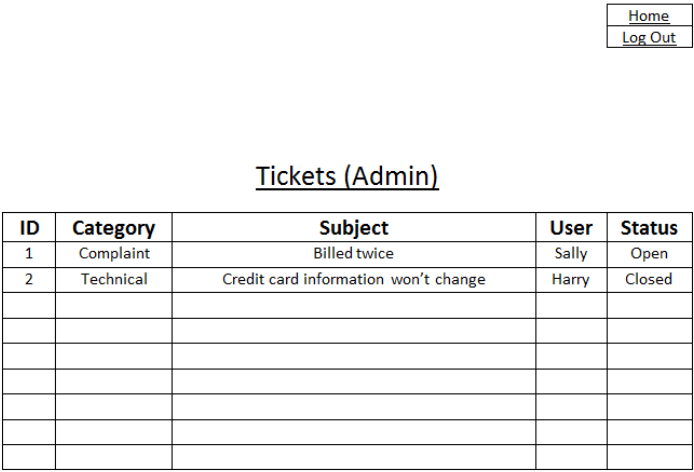 Home
Log Out
Tickets (Admin)
ID Category Subject User Status
1 Complaint Billed twice Sally Open
2 Technical Credit card information won’t change Harry Closed